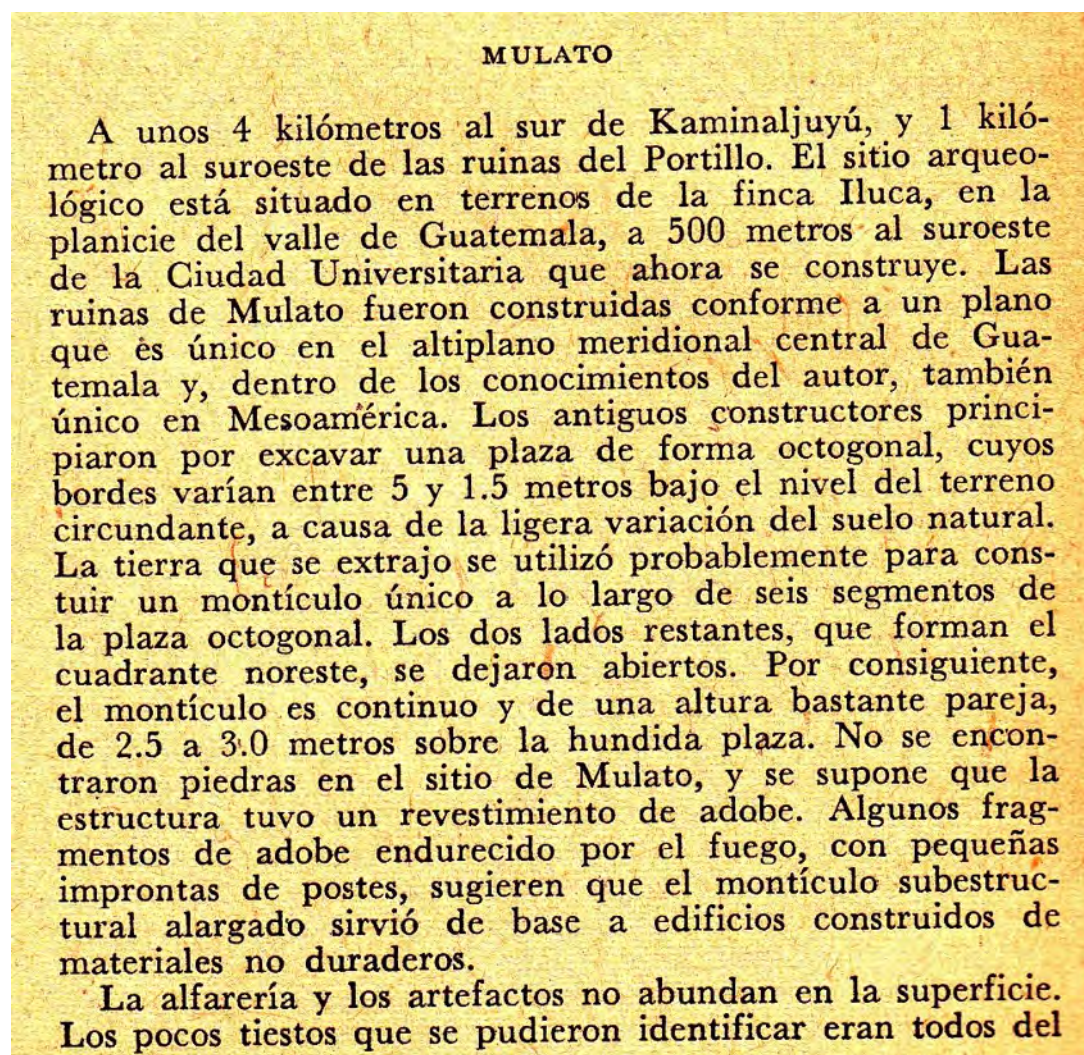 MULATO
A unos 4 kilómetros al sur de Kaminaljuyú, y 1 kiló-
metro al suroeste de las ruinas del Portillo. El sitio arqueo-
lógico está situado en terrenos de la finca Iluca, en la
planicie del valle de Guatemala, a 500 metros al suroeste
de la Ciudad Universitaria que ahora se construye. Las
ruinas de Mulato fueron construidas conforme a un plano
que es único en el altiplano meridional central de Gua-
temala y, dentro de los conocimientos del autor, también
único en Mesoamérica. Los antiguos constructores princi-
piaron por excavar una plaza de forma octogonal, cuyos
bordes varían entre 5 y 1.5 metros bajo el nivel del terreno
circundante, a causa de la ligera variación del suelo natural.
La tierra que se extrajo se utilizó probablemente para cons-
tuir un montículo único a lo largo de seis segmentos de
la plaza octogonal. Los dos lados restantes, que forman el
cuadrante noreste, se dejaron abiertos. Por consiguiente,
el montículo es continuo y de una altura bastante pareja,
de 2.5 a 3.0 metros sobre la hundida plaza. No se encon-
traron piedras en el sitio de Mulato, y se supone que la
estructura tuvo un revestimiento de adobe. Algunos frag-
mentos de adobe endurecido por el fuego, con pequeñas
improntas de postes, sugieren que el montículo subestruc-
tural alargado sirvió de base a edificios construidos de
materiales no duraderos.
La alfarería y los artefactos no abundan en la superficie.
Los pocos tiestos que se pudieron identificar eran todos del